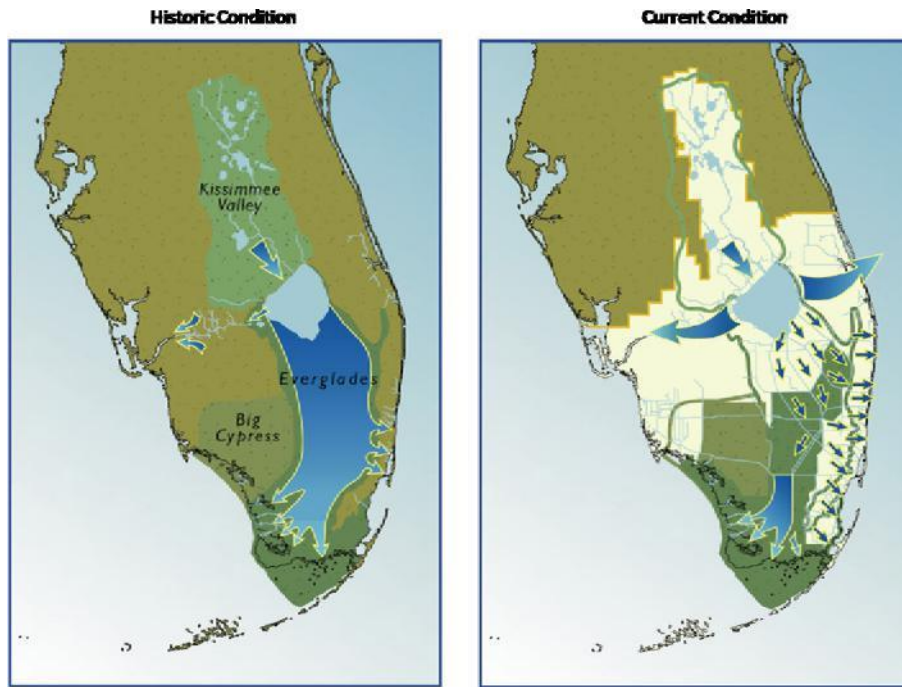 Historic Condition
Current Condition
Kissimmee
Valley
Everglades
Big
Cypress